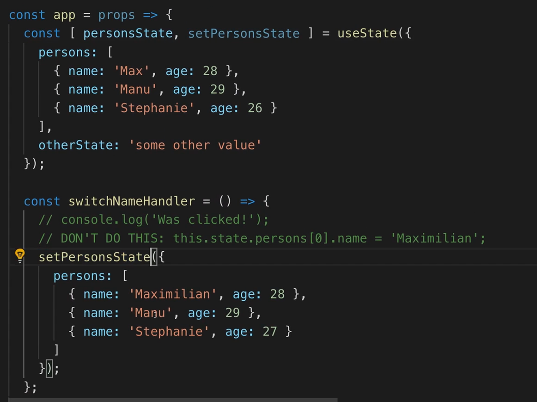 const app = props => {
const [ personsState, setPersonsState ] = useState({
persons: [
{ name: 'Max', age: 28 },
{ name: 'Manu', age: 29 },
{ name: 'Stephanie', age: 26 }
],
otherState: 'some other value'
});
const switchNameHandler = () => {
// console.log('Was clicked!');
// DON'T DO THIS: this.state.persons[0].name = 'Maximilian';
setPersonsState({
persons: [
{ name: 'Maximilian', age: 28 },
{ name: 'Manu', age: 29 },
{ name: 'Stephanie', age: 27 }
]
});
};